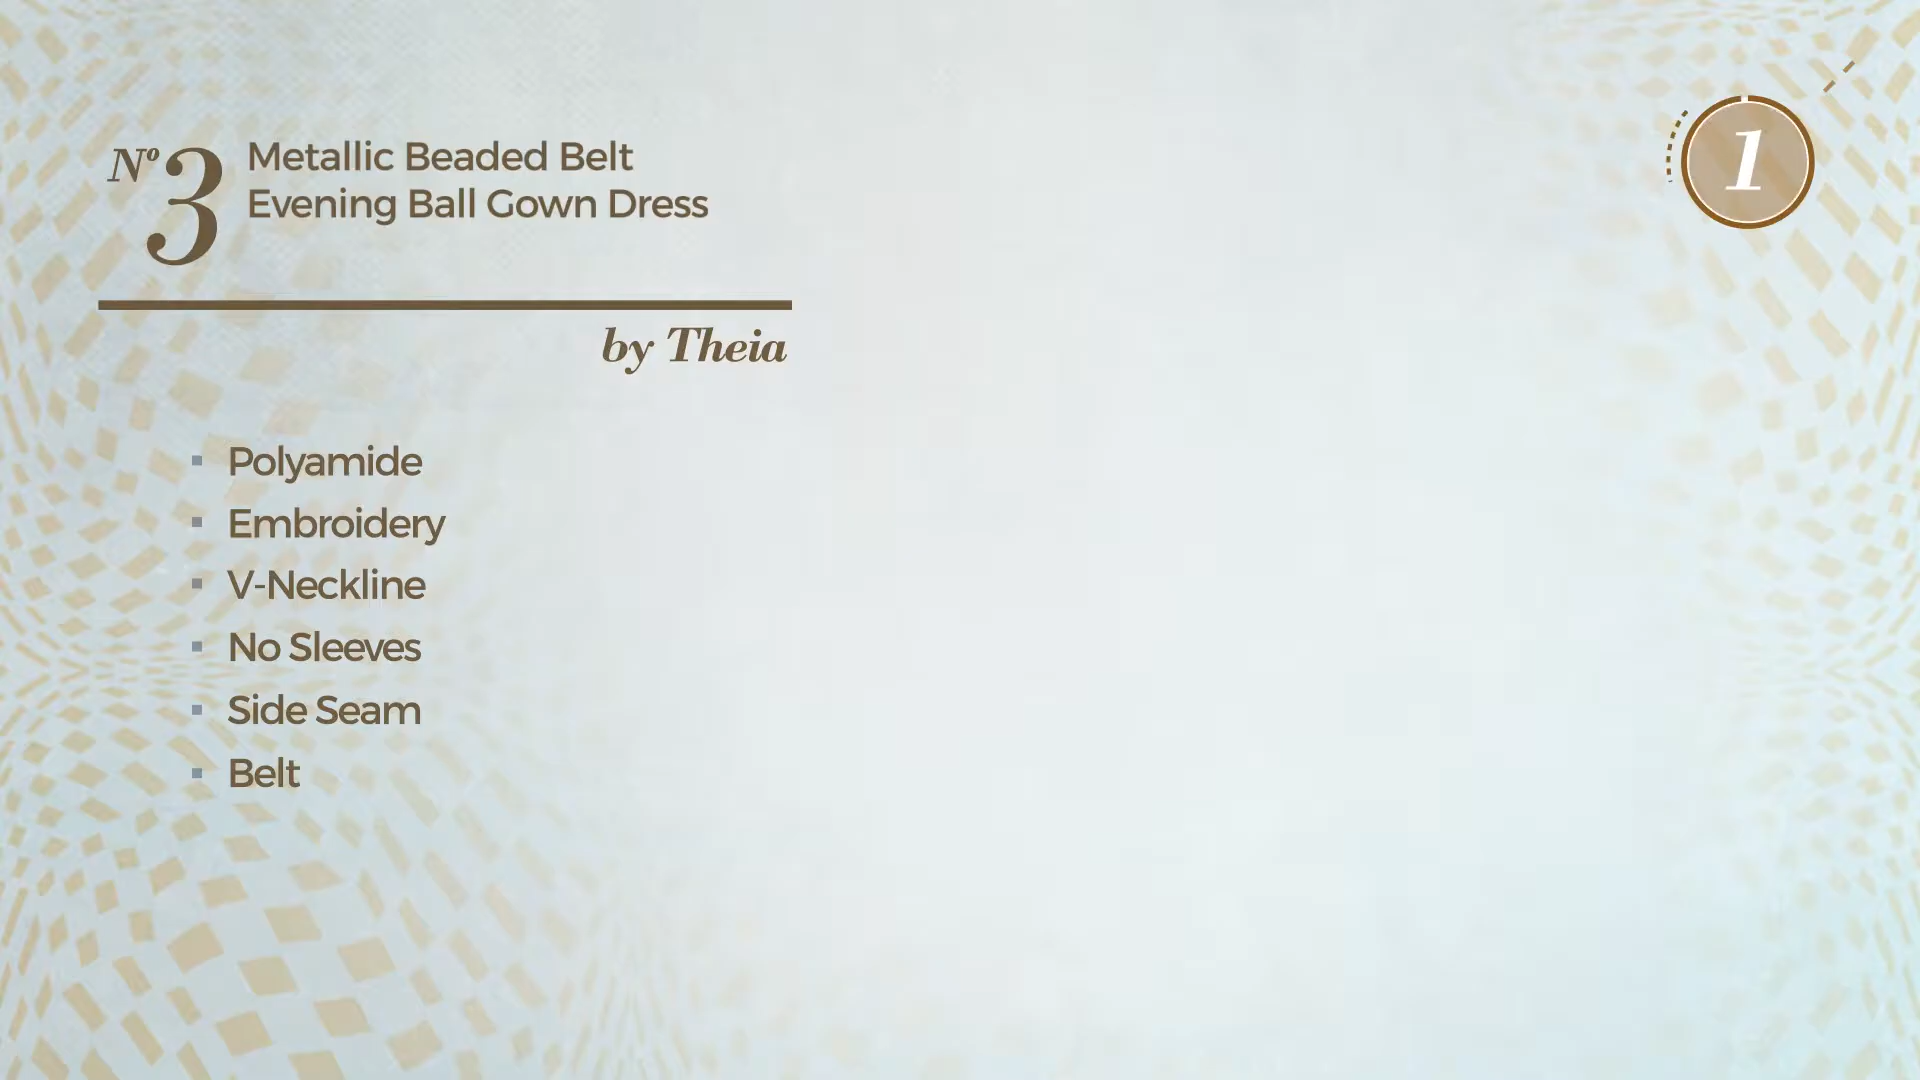 Nº 3
Metallic Beaded Belt
Evening Ball Gown Dress
1
by Theia
Polyamide
Embroidery
V-Neckline
No Sleeves
Side Seam
Belt